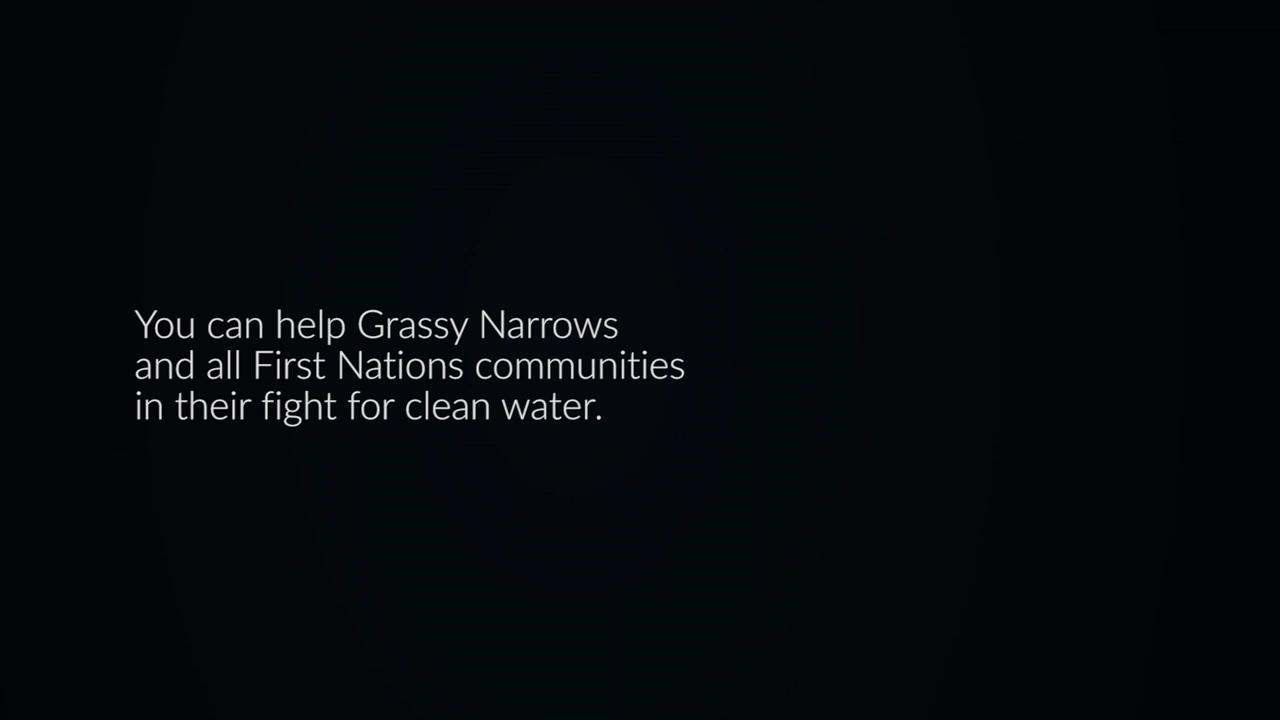 You can help Grassy Narrows
and all First Nations communities
in their fight for clean water.